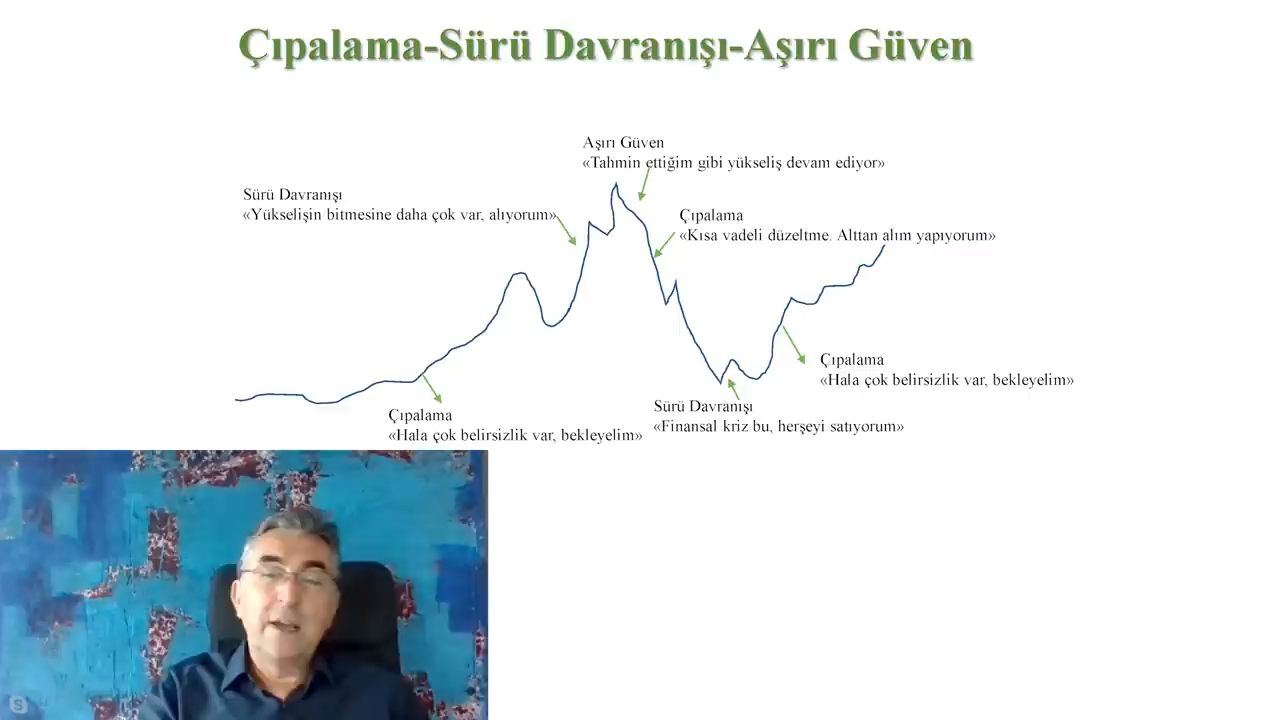 Çıpalama-Sürü Davranışı-Aşırı Güven
Aşırı Güven
«Tahmin ettiğim gibi yükseliş devam ediyor»
Sürü Davranışı
«Yükselişin bitmesine daha çok var, alıyorum»
Çıpalama
«Kısa vadeli düzeltme. Alttan alım yapıyorum»
Çıpalama
«Hala çok belirsizlik var, bekleyelim»
Sürü Davranışı
«Finansal kriz bu, herşeyi satıyorum»
Çıpalama
«Hala çok belirsizlik var, bekleyelim»
S